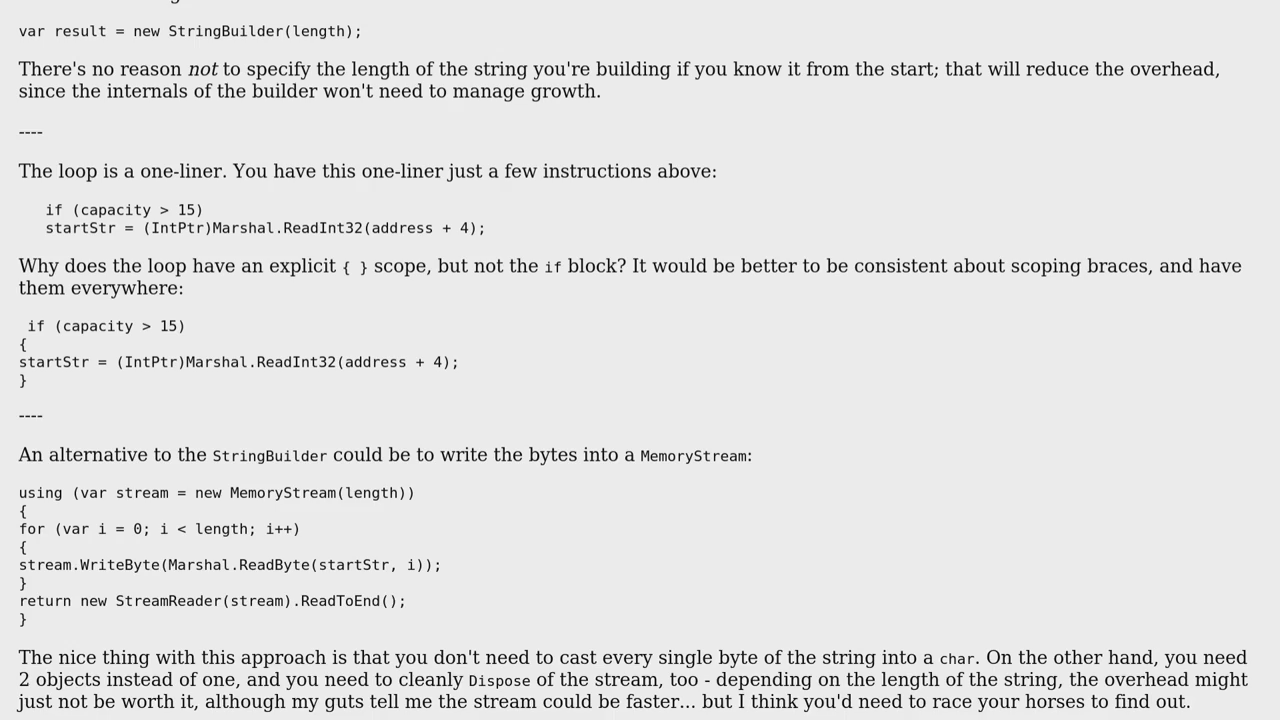 var result = new StringBuilder(length);
There's no reason not to specify the length of the string you're building if you know it from the start; that will reduce the overhead,
since the internals of the builder won't need to manage growth.
----
The loop is a one-liner. You have this one-liner just a few instructions above:
if (capacity > 15)
startStr = (IntPtr)Marshal.ReadInt32(address + 4);
Why does the loop have an explicit { } scope, but not the if block? It would be better to be consistent about scoping braces, and have
them everywhere:
if (capacity > 15)
{
startStr = (IntPtr)Marshal.ReadInt32(address + 4);
}
----
An alternative to the StringBuilder could be to write the bytes into a MemoryStream:
using (var stream = new MemoryStream(length))
{
for (var i = 0; i < length; i++)
{
stream.WriteByte(Marshal.ReadByte(startStr, i));
}
return new StreamReader(stream).ReadToEnd();
}
The nice thing with this approach is that you don't need to cast every single byte of the string into a char. On the other hand, you need
2 objects instead of one, and you need to cleanly Dispose of the stream, too - depending on the length of the string, the overhead might
just not be worth it, although my guts tell me the stream could be faster... but I think you'd need to race your horses to find out.